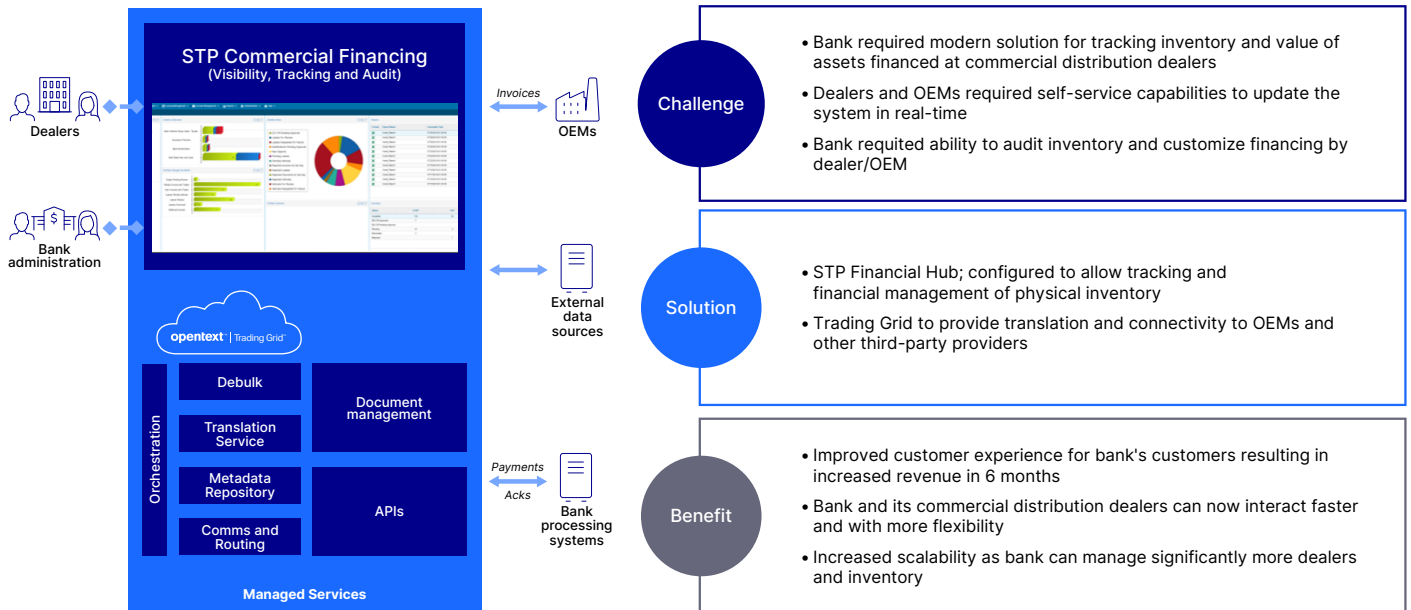 STP Commercial Financing
(Visibility, Tracking and Audit)
Dealers
Bank
administration
Invoices
OEMs
External
data
sources
Payments
Acks
Bank
processing
systems
opentext™ | Trading Grid™
Orchestration
Debulk
Translation
Service
Metadata
Repository
Comms and
Routing
Document
management
APIs
Managed Services
Challenge
• Bank required modern solution for tracking inventory and value of
assets financed at commercial distribution dealers
• Dealers and OEMs required self-service capabilities to update the
system in real-time
• Bank requited ability to audit inventory and customize financing by
dealer/OEM
Solution
• STP Financial Hub; configured to allow tracking and
financial management of physical inventory
• Trading Grid to provide translation and connectivity to OEMs and
other third-party providers
Benefit
• Improved customer experience for bank's customers resulting in
increased revenue in 6 months
• Bank and its commercial distribution dealers can now interact faster
and with more flexibility
• Increased scalability as bank can manage significantly more dealers
and inventory